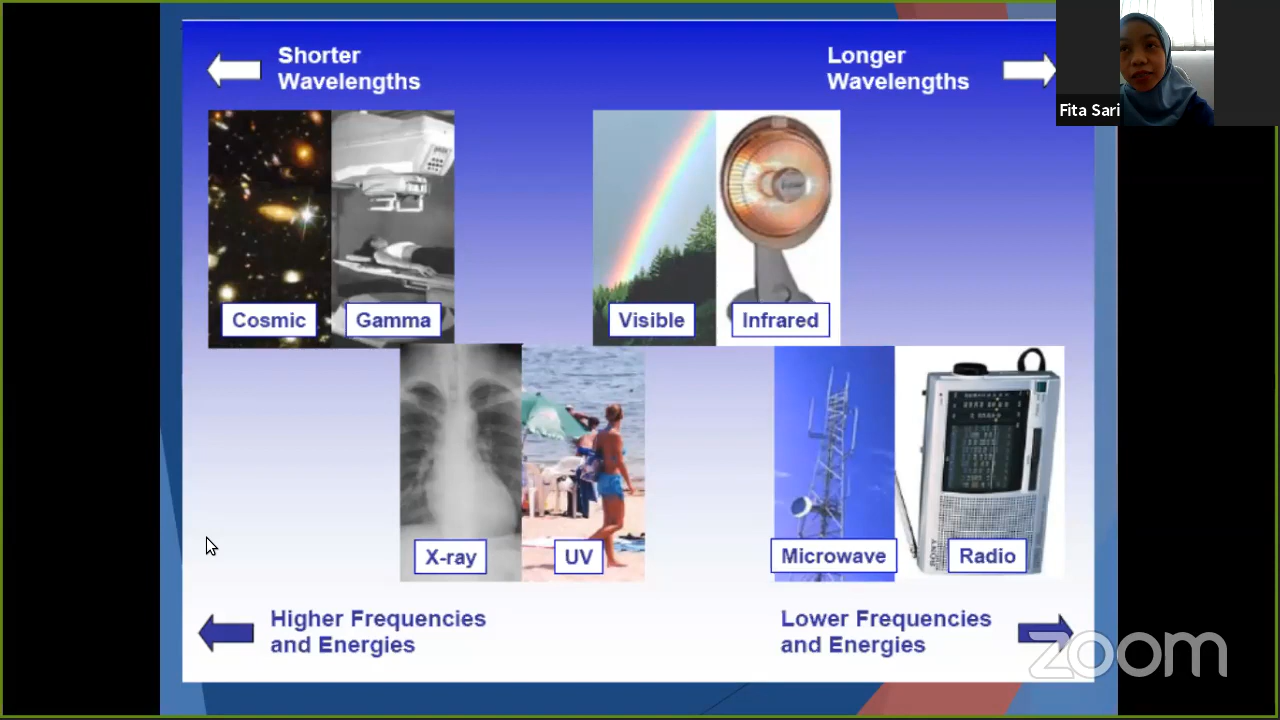 Shorter
Wavelengths
Longer
Wavelengths
Fita Sari
Cosmic
Gamma
Visible
Infrared
X-ray
UV
Microwave
Radio
SONY
Higher Frequencies
and Energies
Lower Frequencies
and Energies
zoom